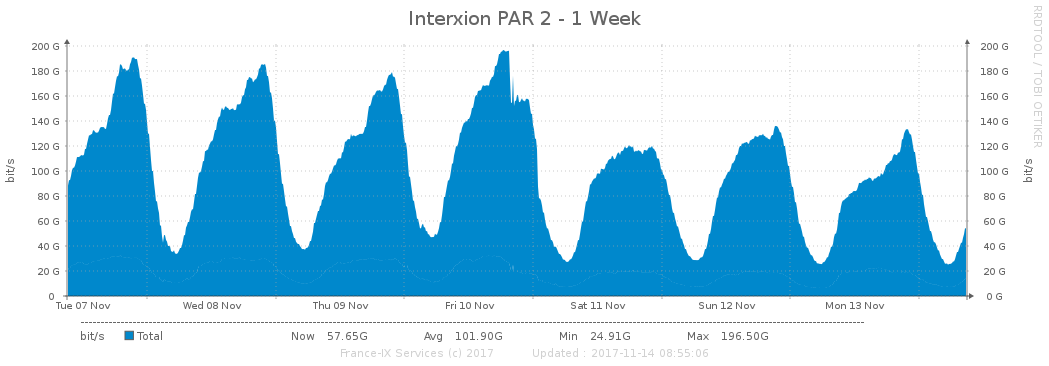 Interxion PAR 2 - 1 Week
RRDTOOL / TOBI OETIKER
bit/s
200 G 200 G
180 G 180 G
160 G 160 G
140 G 140 G
120 G 120 G
100 G 100 G
80 G 80 G
60 G 60 G
40 G 40 G
20 G 20 G
0 0 G
bit/s
Tue 07 Nov Wed 08 Nov Thu 09 Nov Fri 10 Nov Sat 11 Nov Sun 12 Nov Mon 13 Nov
bit/s Total Now 57.65G Avg 101.90G Min 24.91G Max 196.50G
France-IX Services (c) 2017 Updated : 2017-11-14 08:55:06